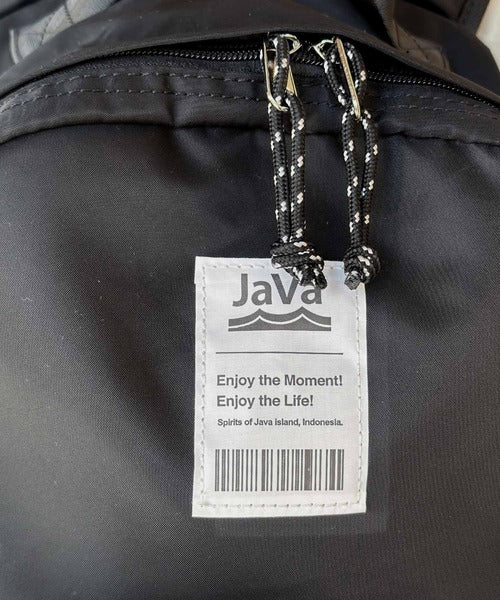 JaVa
Enjoy the Moment!
Enjoy the Life!
Spirits of Java island, Indonesia.